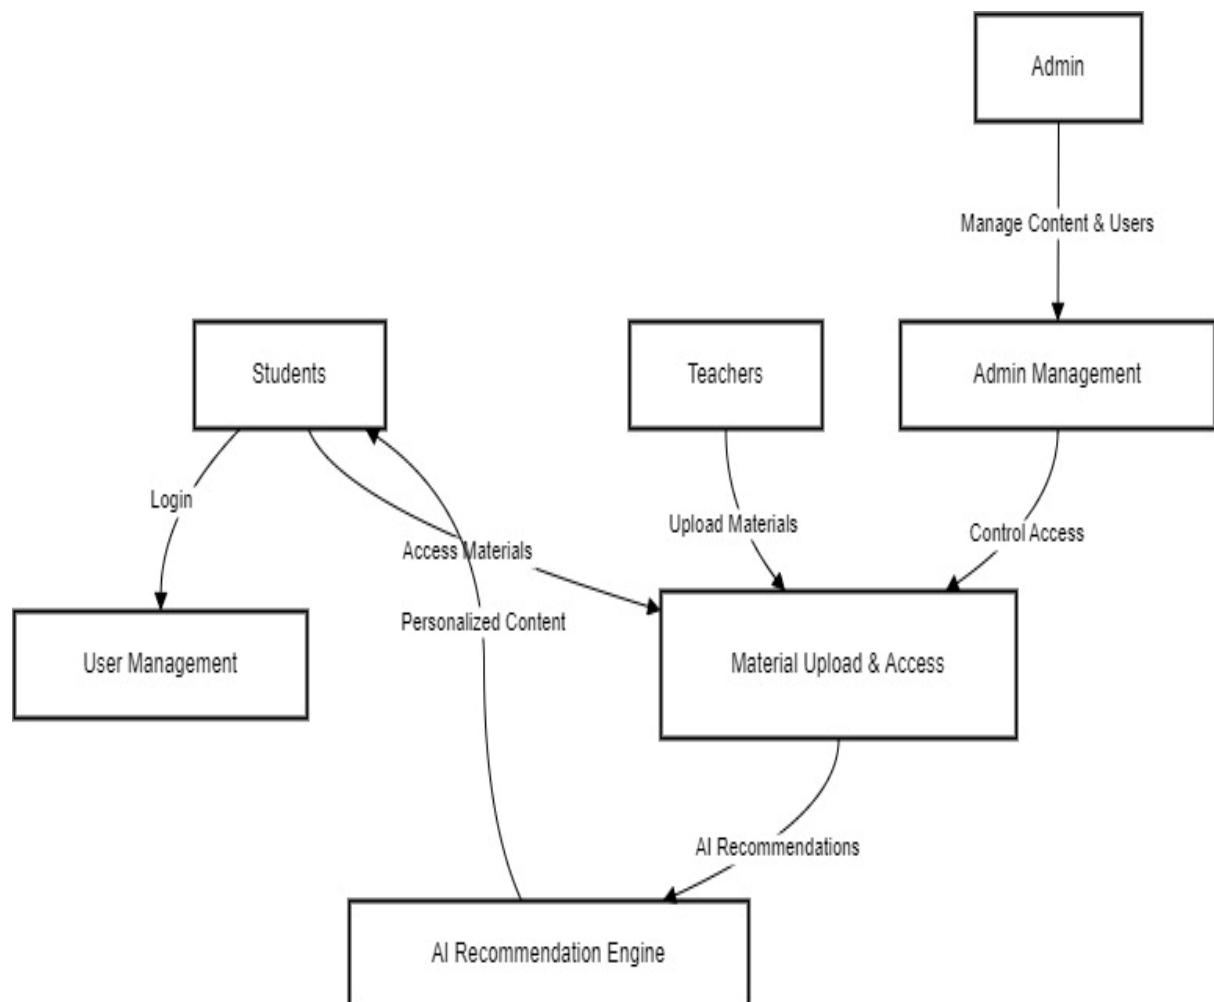 Admin
Manage Content & Users
Students
Teachers
Admin Management
Login
Upload Materials
Control Access
Access Materials
Personalized Content
User Management
Material Upload & Access
AI Recommendations
AI Recommendation Engine